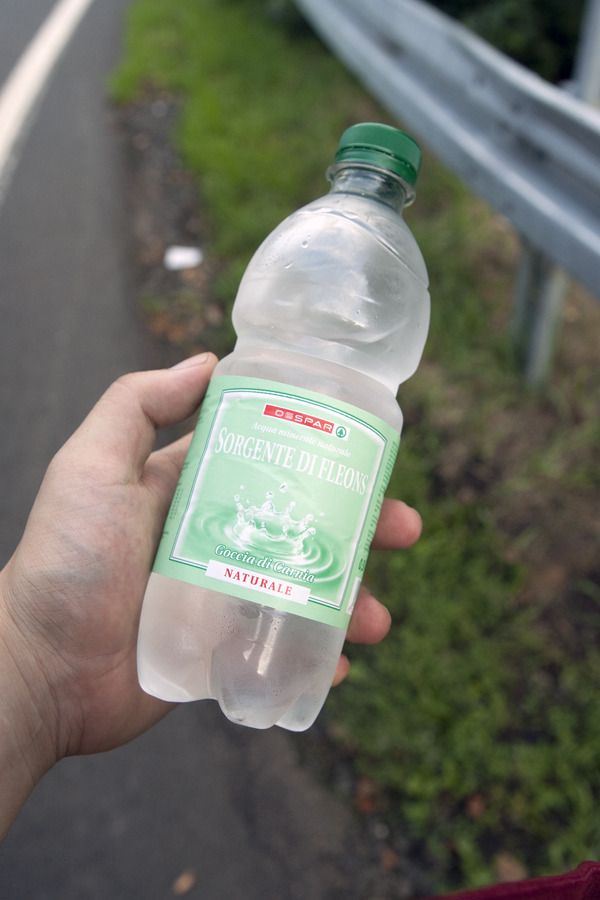 DESPAR
Acqua minerale naturale
SORGENTE DI FLEONS
Goccia di Carnia
NATURALE